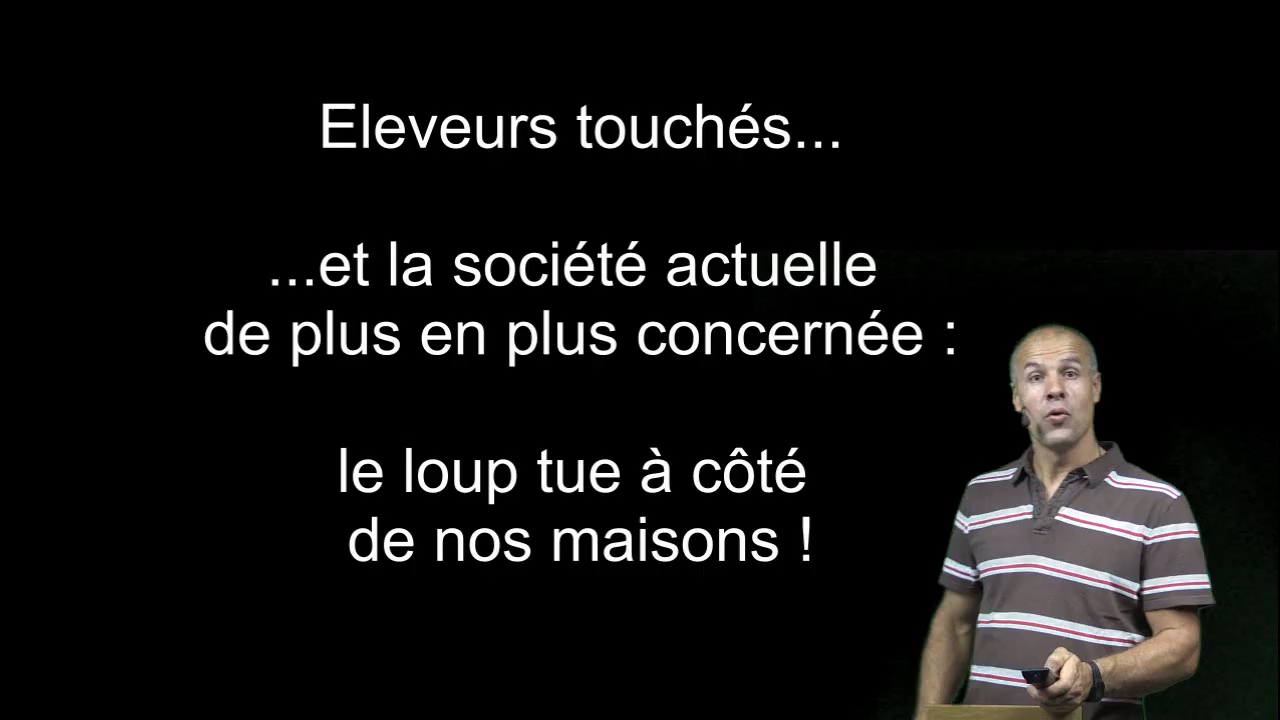 Eleveurs touchés...
...et la société actuelle
de plus en plus concernée :
le loup tue à côté
de nos maisons !